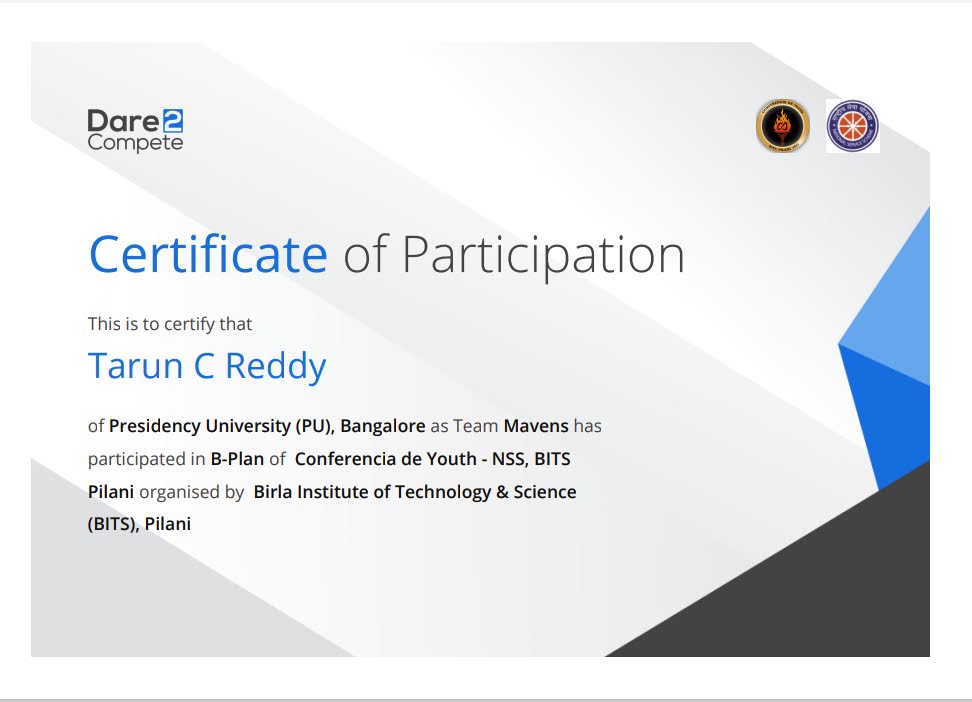 Dare2
Compete
Certificate of Participation
This is to certify that
Tarun C Reddy
of Presidency University (PU), Bangalore as Team Mavens has
participated in B-Plan of Conferencia de Youth - NSS, BITS
Pilani organised by Birla Institute of Technology & Science
(BITS), Pilani